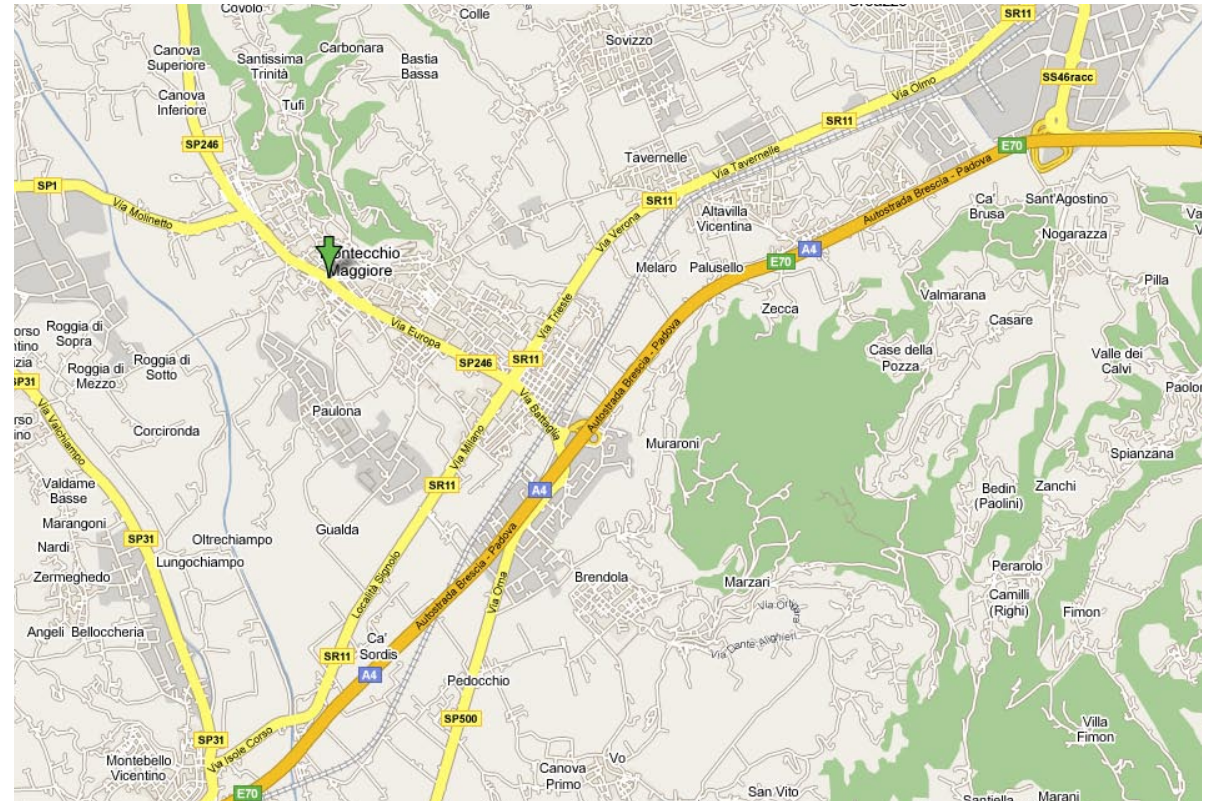 Covolo
Colle
Creazzo
SR11
Canova
Superiore
Santissima
Trinità
Carbonara
Bastia
Bassa
Sovizzo
SS46racc
Via Olmo
Canova
Inferiore
Tufi
SR11
SP246
E70
Tavernelle
Via Tavernelle
SP1
Via Molinetto
SR11
Autostrada Brescia - Padova
Ca'
Brusa
Sant'Agostino
Altavilla
Vicentina
Nogarazza
Via Verona
A4
E70
Montecchio
Maggiore
Melaro
Palusello
Pilla
Valmarana
Via Trieste
Zecca
Casare
Roggia di
Sopra
Via Europa
Autostrada Brescia - Padova
Case della
Pozza
Valle dei
Calvi
Roggia di
Mezzo
Roggia di
Sotto
SP246
SR11
SP31
Via Valchiampo
Paulona
Via Battaglia
Corcironda
Via Milano
Muraroni
Spianzana
Valdame
Basse
SR11
A4
Bedin
(Paolini)
Zanchi
Marangoni
Gualda
Nardi
SP31
Oltrechiampo
Lungochiampo
Autostrada Brescia - Padova
Zermeghedo
Località Signolo
Via Orna
Brendola
Marzari
Perarolo
Camilli
(Righi)
Fimon
Angeli
Belloccheria
Ca'
Sordis
Via Dante Alighieri
SR11
A4
Pedocchio
SP500
Villa
Fimon
SP31
Via Isole Corso
Montebello
Vicentino
Vo
Canova
Primo
E70
San Vito
Santiella
Marani